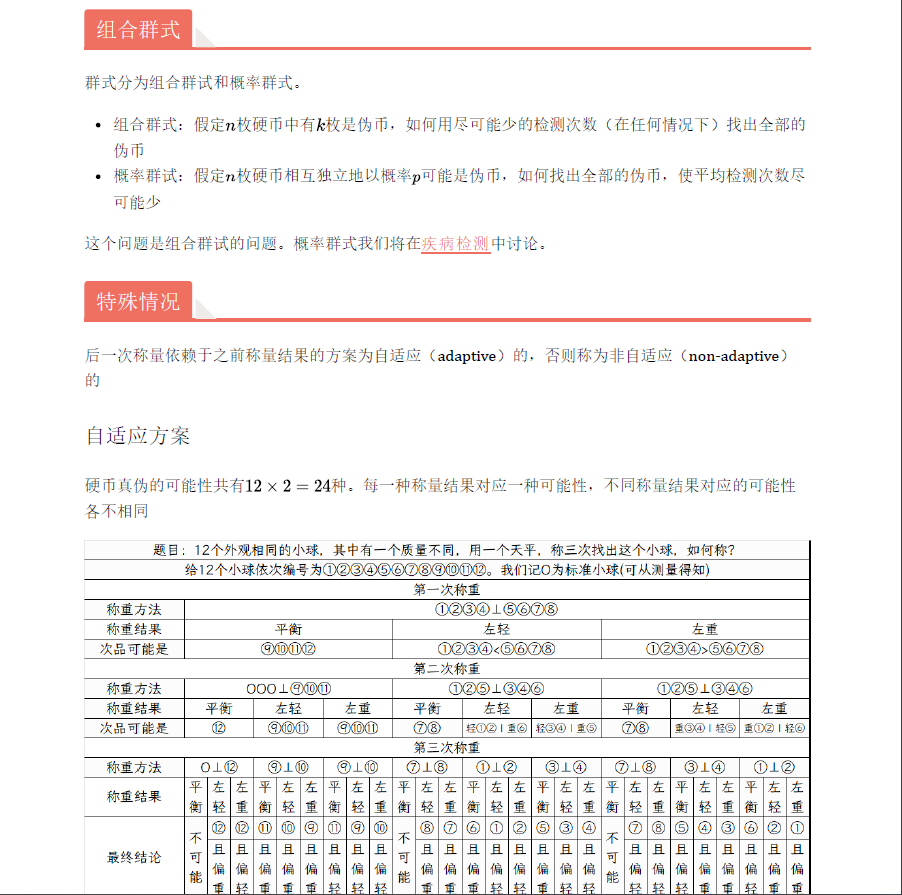 组合群式
群式分为组合群试和概率群式。
组合群式：假定n枚硬币中有k枚是伪币，如何用尽可能少的检测次数（在任何情况下）找出全部的
伪币
概率群试：假定n枚硬币相互独立地以概率p可能是伪币，如何找出全部的伪币，使平均检测次数尽
可能少
这个问题是组合群试的问题。概率群式我们将在疾病检测中讨论。
特殊情况
后一次称量依赖于之前称量结果的方案为自适应（adaptive）的，否则称为非自适应（non-adaptive）
的
自适应方案
硬币真伪的可能性共有12 × 2 = 24种。每一种称量结果对应一种可能性，不同称量结果对应的可能性
各不相同
题目：12个外观相同的小球，其中有一个质量不同，用一个天平，称三次找出这个小球，如何称?
给12个小球依次编号为①②③④⑤⑥⑦⑧⑨⑩⑪⑫。我们记O为标准小球(可从测量得知)
第一次称重
称重方法 ①②③④⊥⑤⑥⑦⑧
称重结果 平衡 左轻 左重
次品可能是 ⑨⑩⑪⑫ ①②③④<⑤⑥⑦⑧ ①②③④>⑤⑥⑦⑧
第二次称重
称重方法 OOO⊥⑨⑩⑪ ①②⑤⊥③④⑥ ①②⑤⊥③④⑥
称重结果 平衡 左轻 左重 平衡 左轻 左重 平衡 左轻 左重
次品可能是 ⑫ ⑨⑩⑪ ⑨⑩⑪ ⑦⑧ 轻①②|重⑥ 轻③④|重⑤ ⑦⑧ 重③④|轻⑤ 重①②|轻⑥
第三次称重
称重方法 O⊥⑫ ⑨⊥⑩ ⑨⊥⑩ ⑦⊥⑧ ①⊥② ③⊥④ ⑦⊥⑧ ③⊥④ ①⊥②
称重结果 平衡 左轻 左重 平衡 左轻 左重 平衡 左轻 左重 平衡 左轻 左重 平衡 左轻 左重 平衡 左轻 左重 平衡 左轻 左重 平衡 左轻 左重 平衡 左轻 左重
最终结论 不可能 ⑫且偏 ⑫且偏 ⑪且偏 ⑩且偏 ⑨且偏 ⑪且偏 ⑨且偏 ⑩且偏 不可能 ⑧且偏 ⑦且偏 ⑥且偏 ①且偏 ②且偏 ⑤且偏 ③且偏 ④且偏 不可能 ⑦且偏 ⑧且偏 ⑤且偏 ④且偏 ③且偏 ⑥且偏 ②且偏 ①且偏